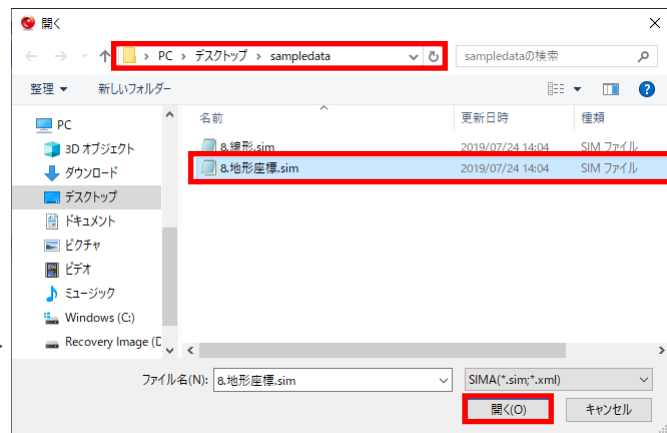 開く
PC › デスクトップ › sampledata
sampledataの検索
整理 新しいフォルダー
名前 更新日時 種類
8.線形.sim 2019/07/24 14:04 SIM ファイル
8.地形座標.sim 2019/07/24 14:04 SIM ファイル
PC
3D オブジェクト
ダウンロード
デスクトップ
ドキュメント
ピクチャ
ビデオ
ミュージック
Windows (C:)
Recovery Image (D
ファイル名(N): 8.地形座標.sim SIMA(*.sim;*.xml)
開く(O) キャンセル